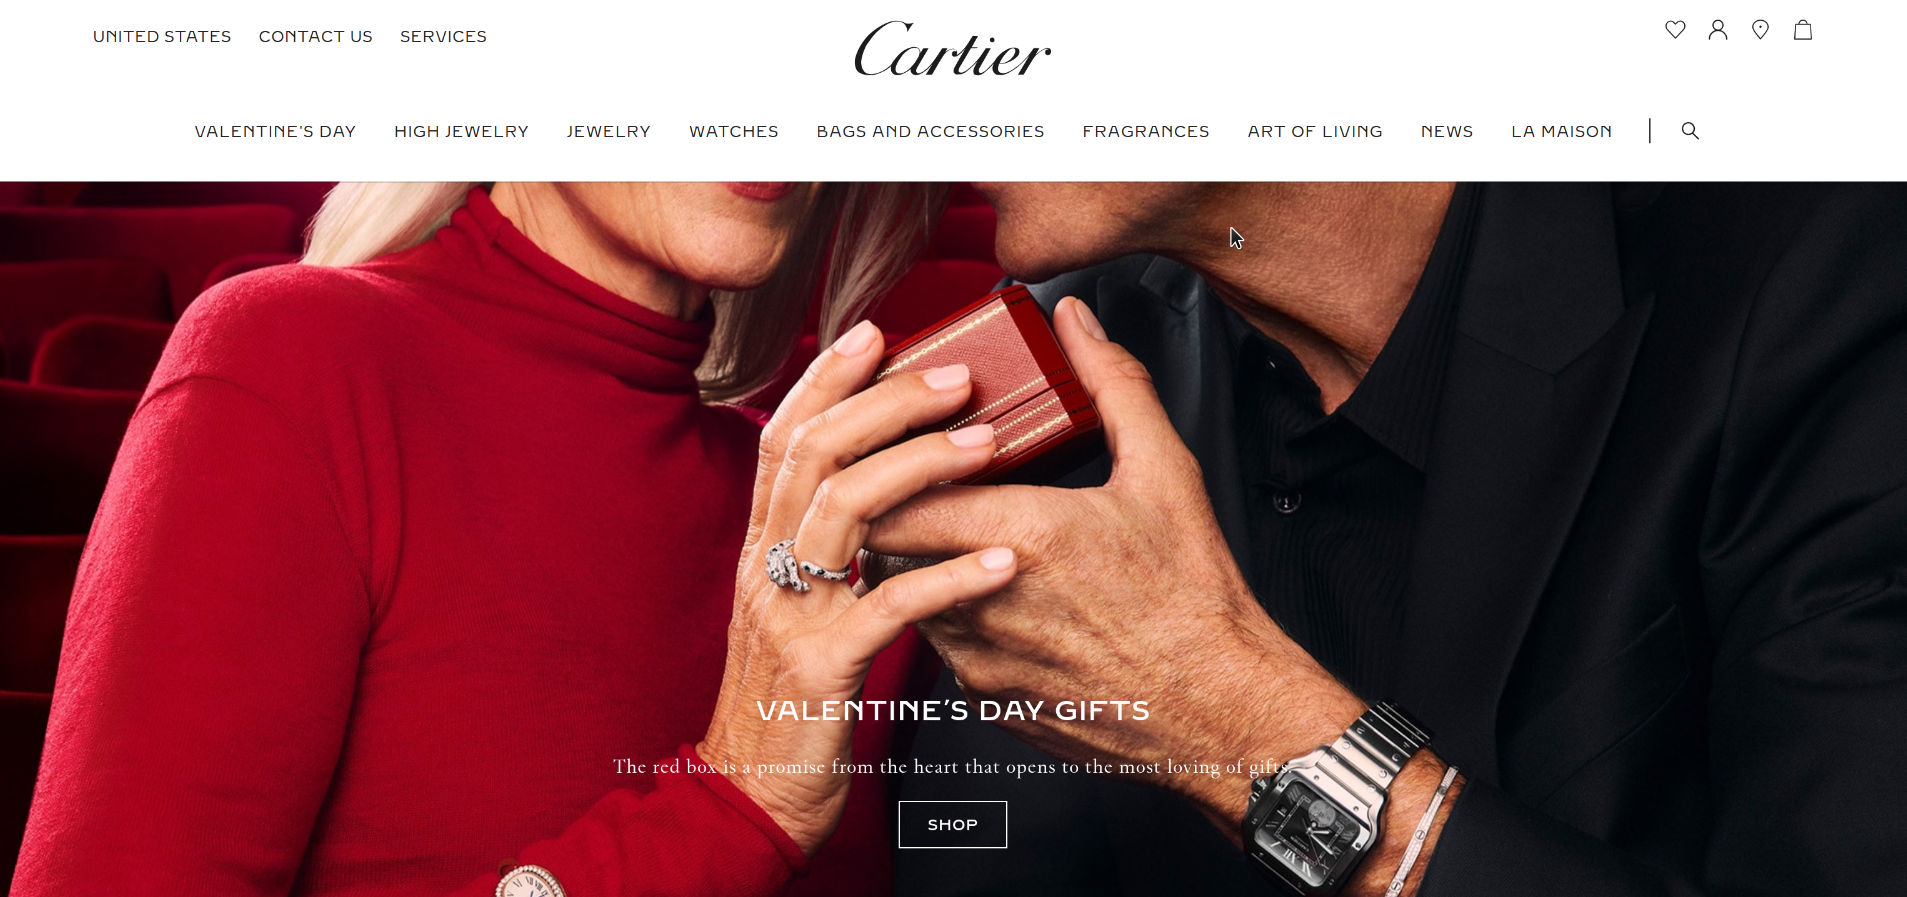 UNITED STATES CONTACT US SERVICES
Cartier
VALENTINE'S DAY HIGH JEWELRY JEWELRY WATCHES BAGS AND ACCESSORIES FRAGRANCES ART OF LIVING NEWS LA MAISON
VALENTINE'S DAY GIFTS
The red box is a promise from the heart that opens to the most loving of gifts.
SHOP